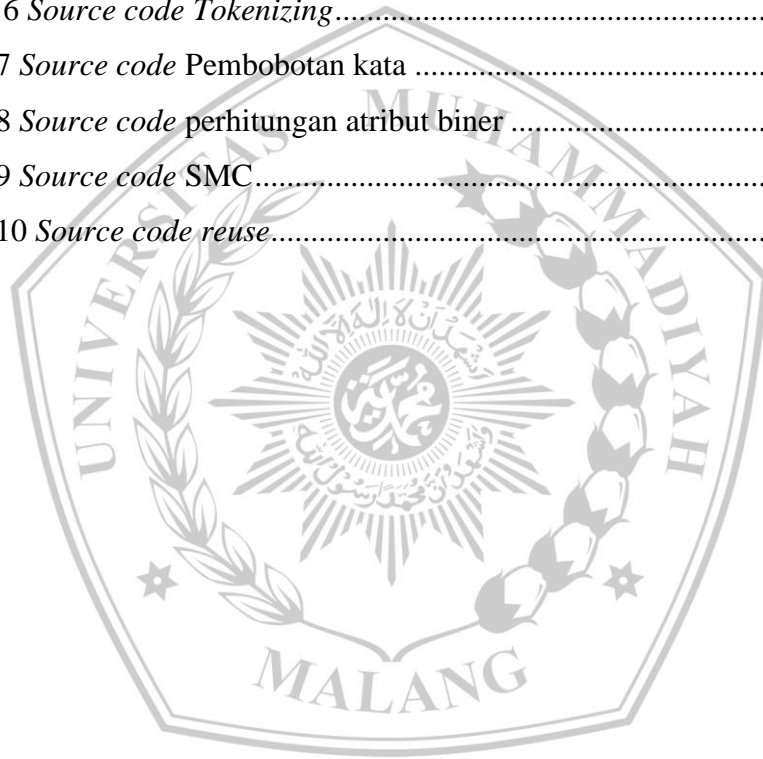 6 Source code Tokenizing................................................................
7 Source code Pembobotan kata ................................................................
8 Source code perhitungan atribut biner ................................................................
9 Source code SMC................................................................
10 Source code reuse................................................................
UNIVERSITAS MUHAMMADIYAH
MALANG